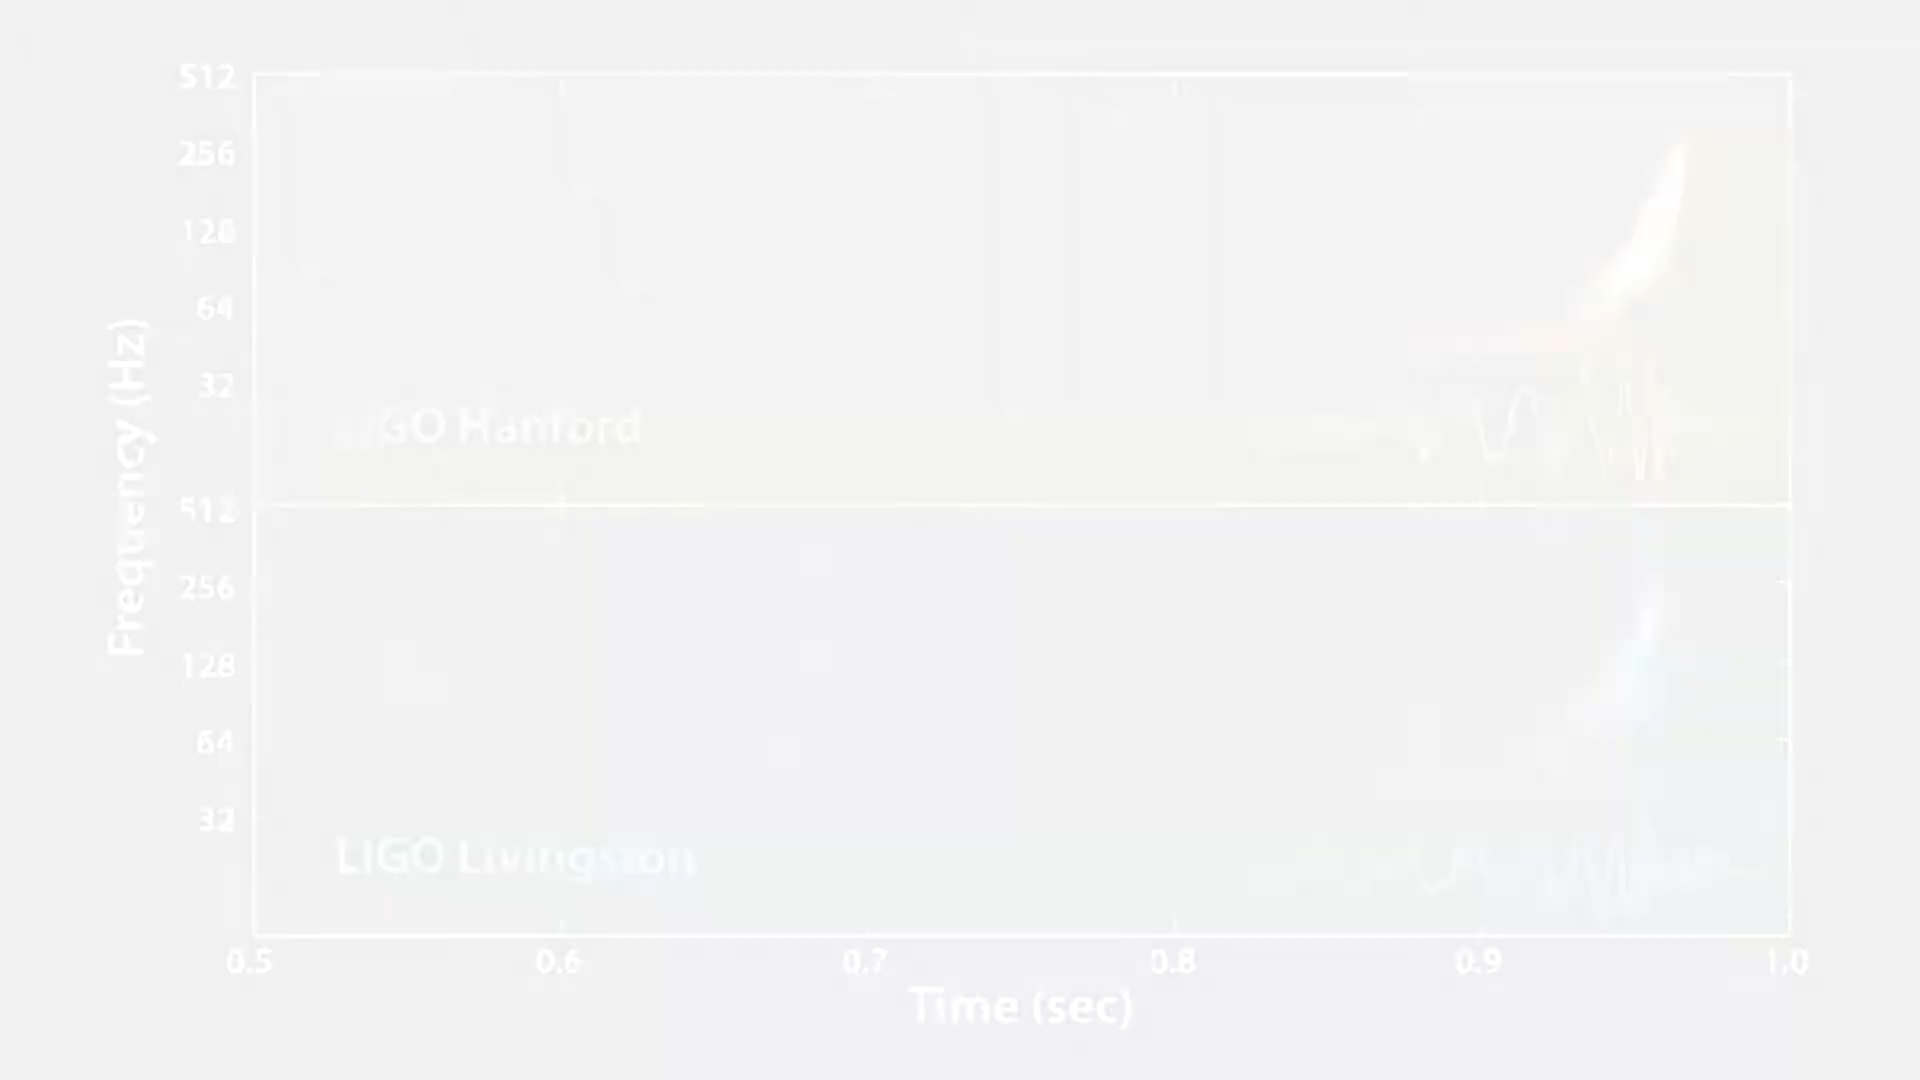 512
256
128
64
32
LIGO Hanford
Frequency (Hz)
512
256
128
64
32
LIGO Livingston
0.5 0.6 0.7 0.8 0.9 1.0
Time (sec)